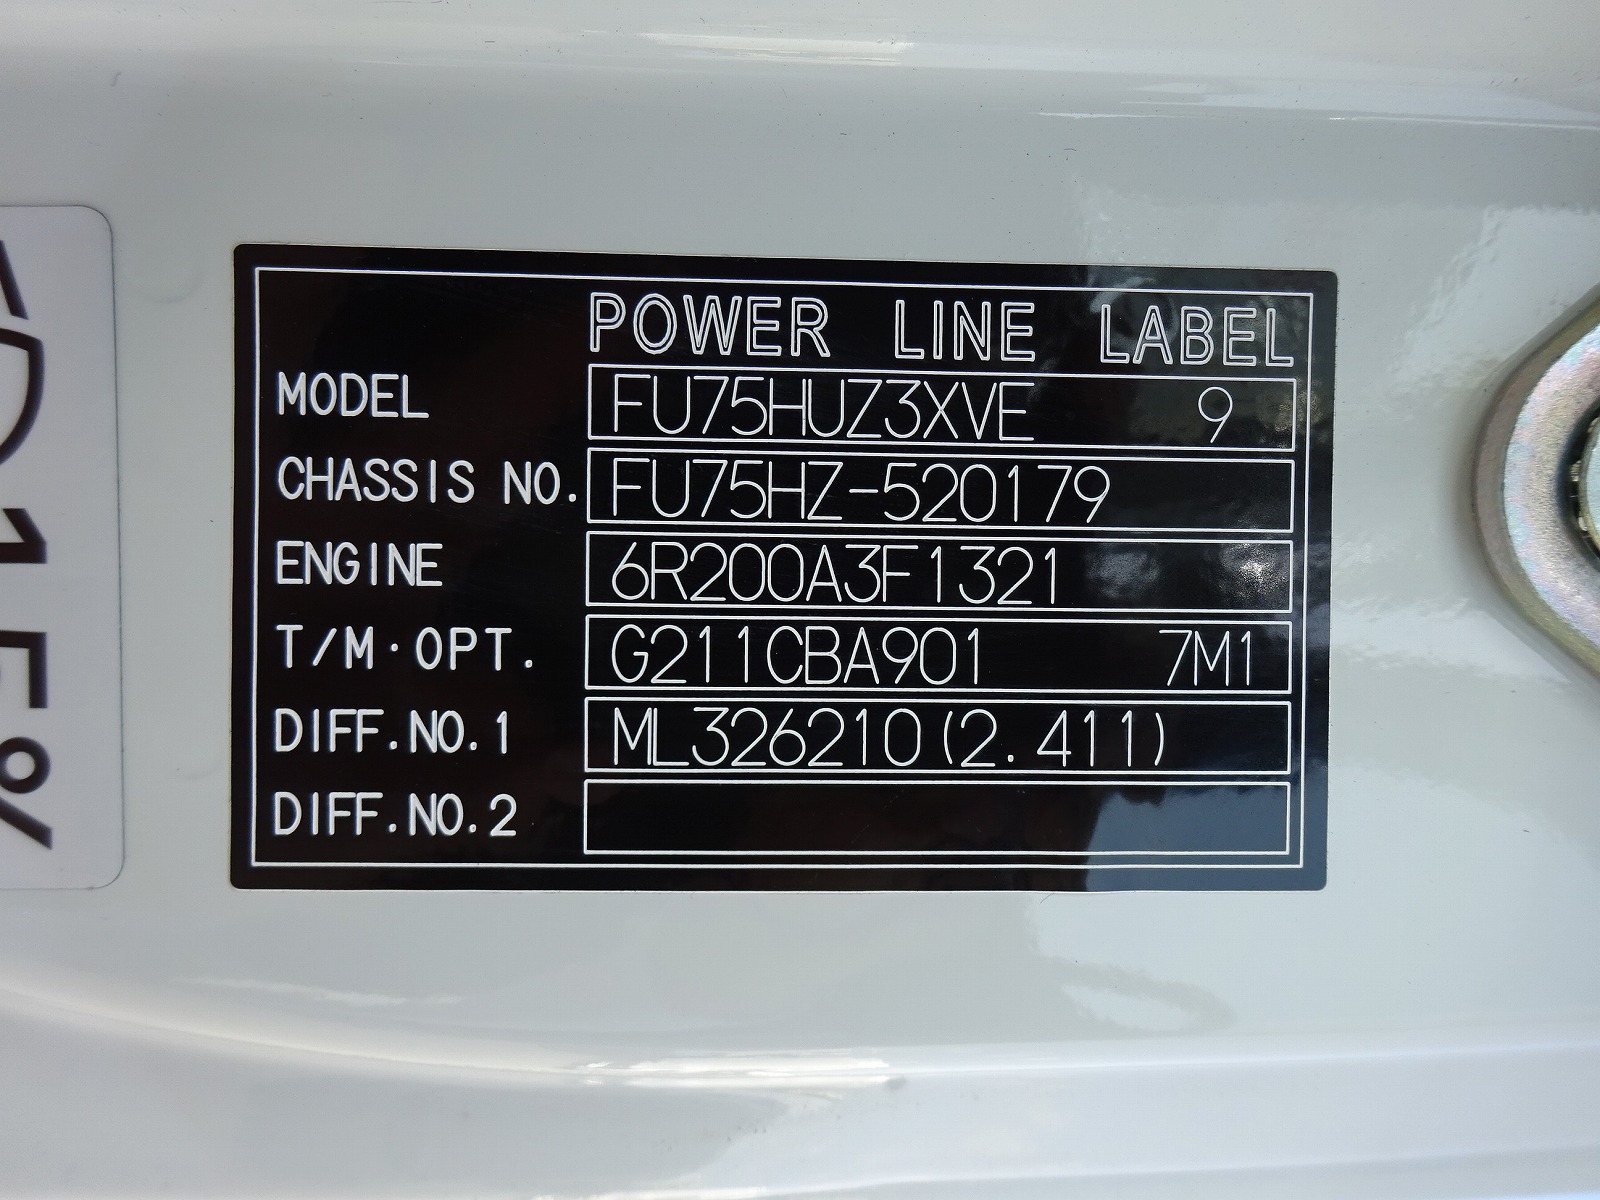 POWER LINE LABEL
MODEL FU75HUZ3XVE 9
CHASSIS NO. FU75HZ-520179
ENGINE 6R200A3F1321
T/M·OPT. G211CBA901 7M1
DIFF.NO.1 ML326210(2.411)
DIFF.NO.2